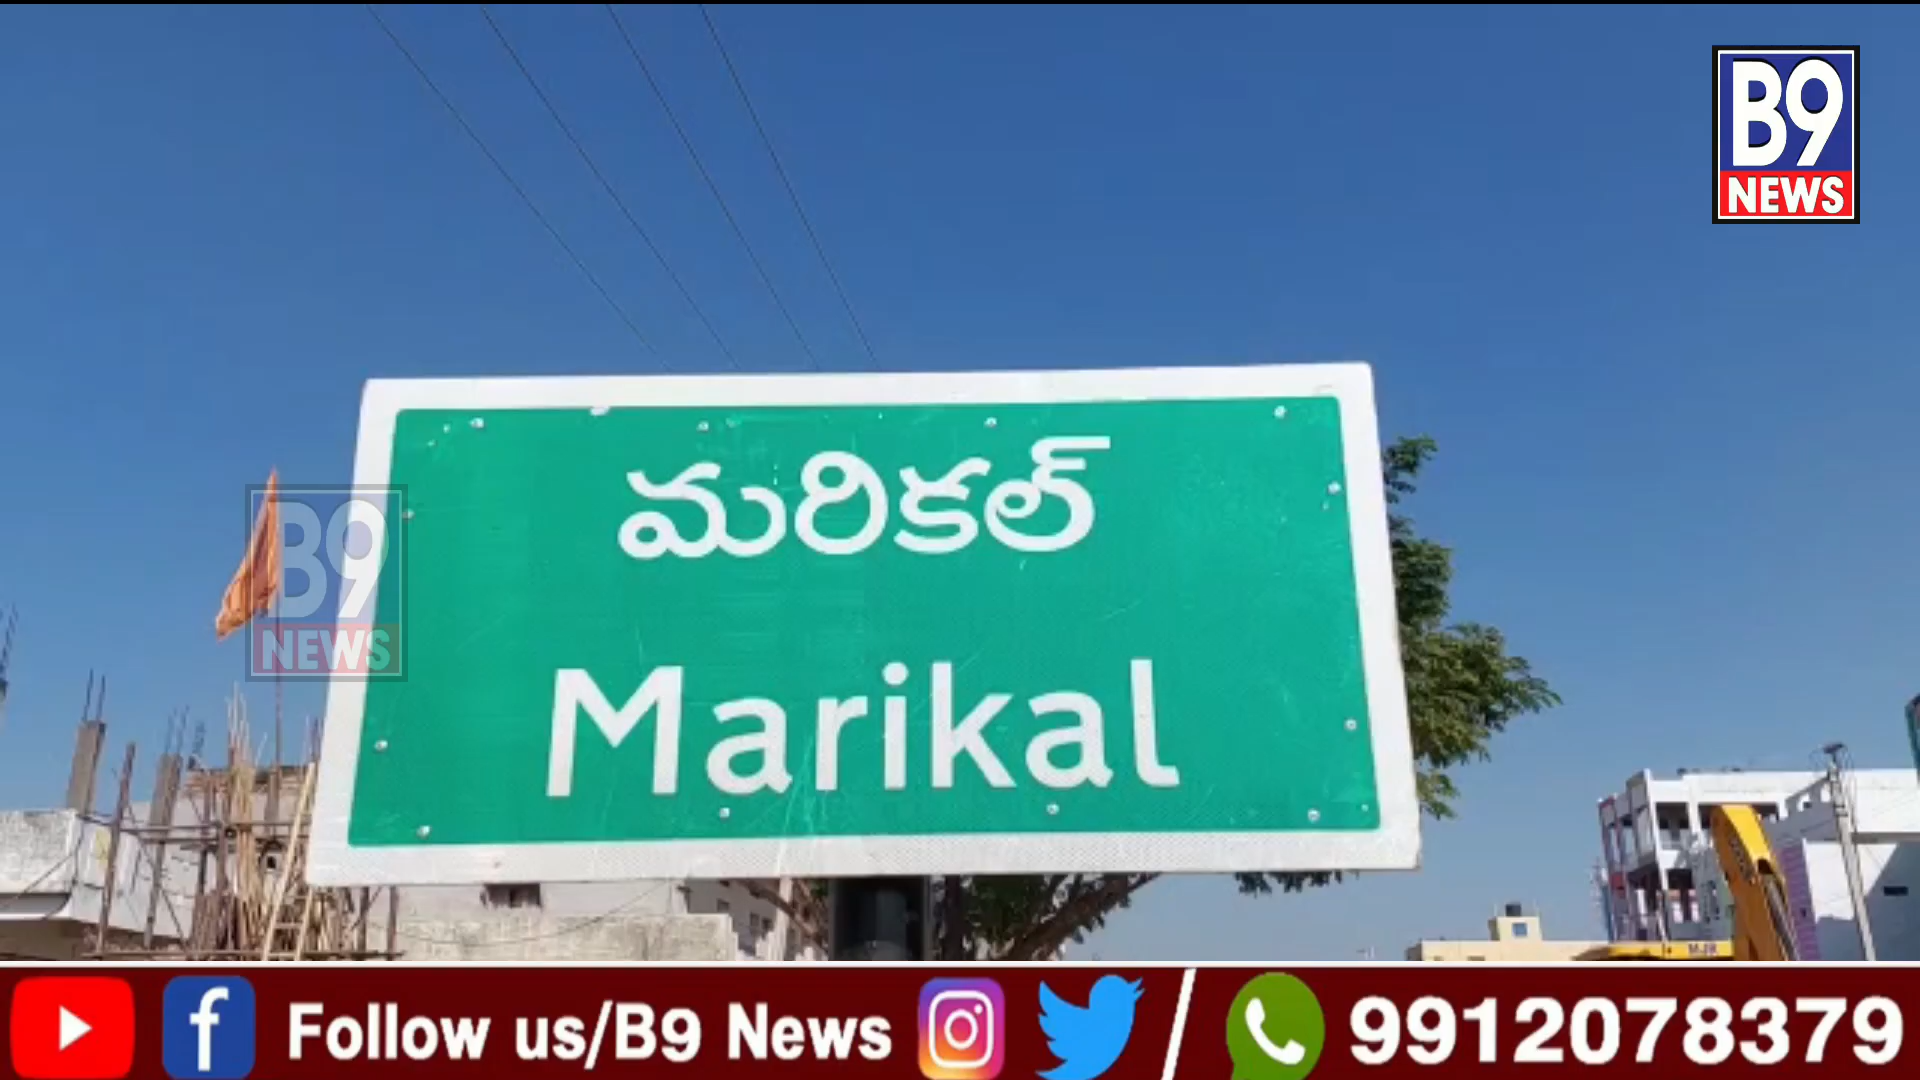 B9
NEWS
మరికల్
B9
NEWS
Marikal
Follow us/B9 News
9912078379